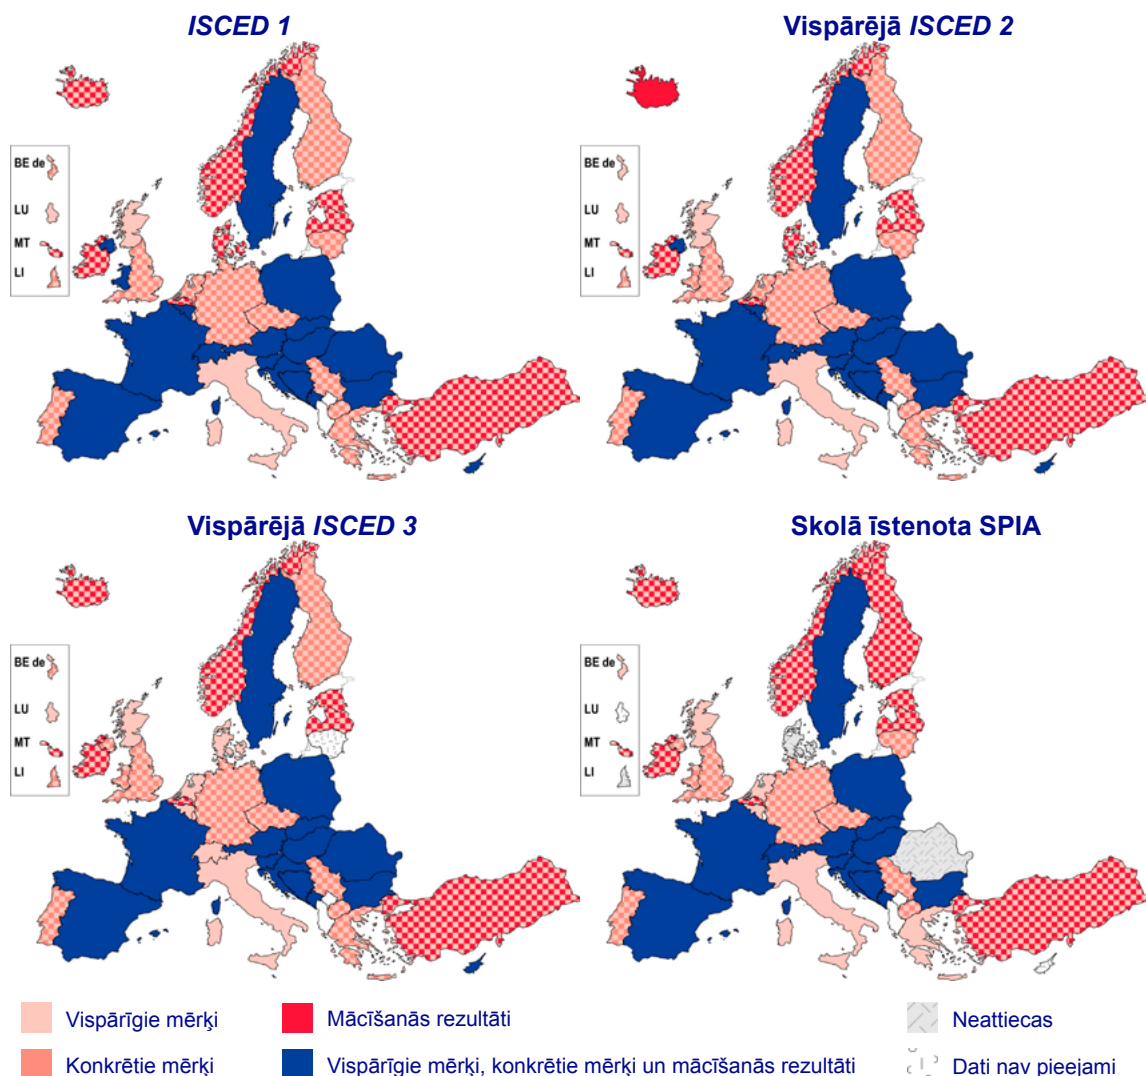 ISCED 1
Vispārējā ISCED 2
BE de
LU
MT
LI
BE de
LU
MT
LI
Vispārējā ISCED 3
Skolā īstenota SPIA
BE de
LU
MT
LI
BE de
LU
MT
LI
Vispārīgie mērķi
Mācīšanās rezultāti
Neattiecas
Konkrētie mērķi
Vispārīgie mērķi, konkrētie mērķi un mācīšanās rezultāti
Dati nav pieejami